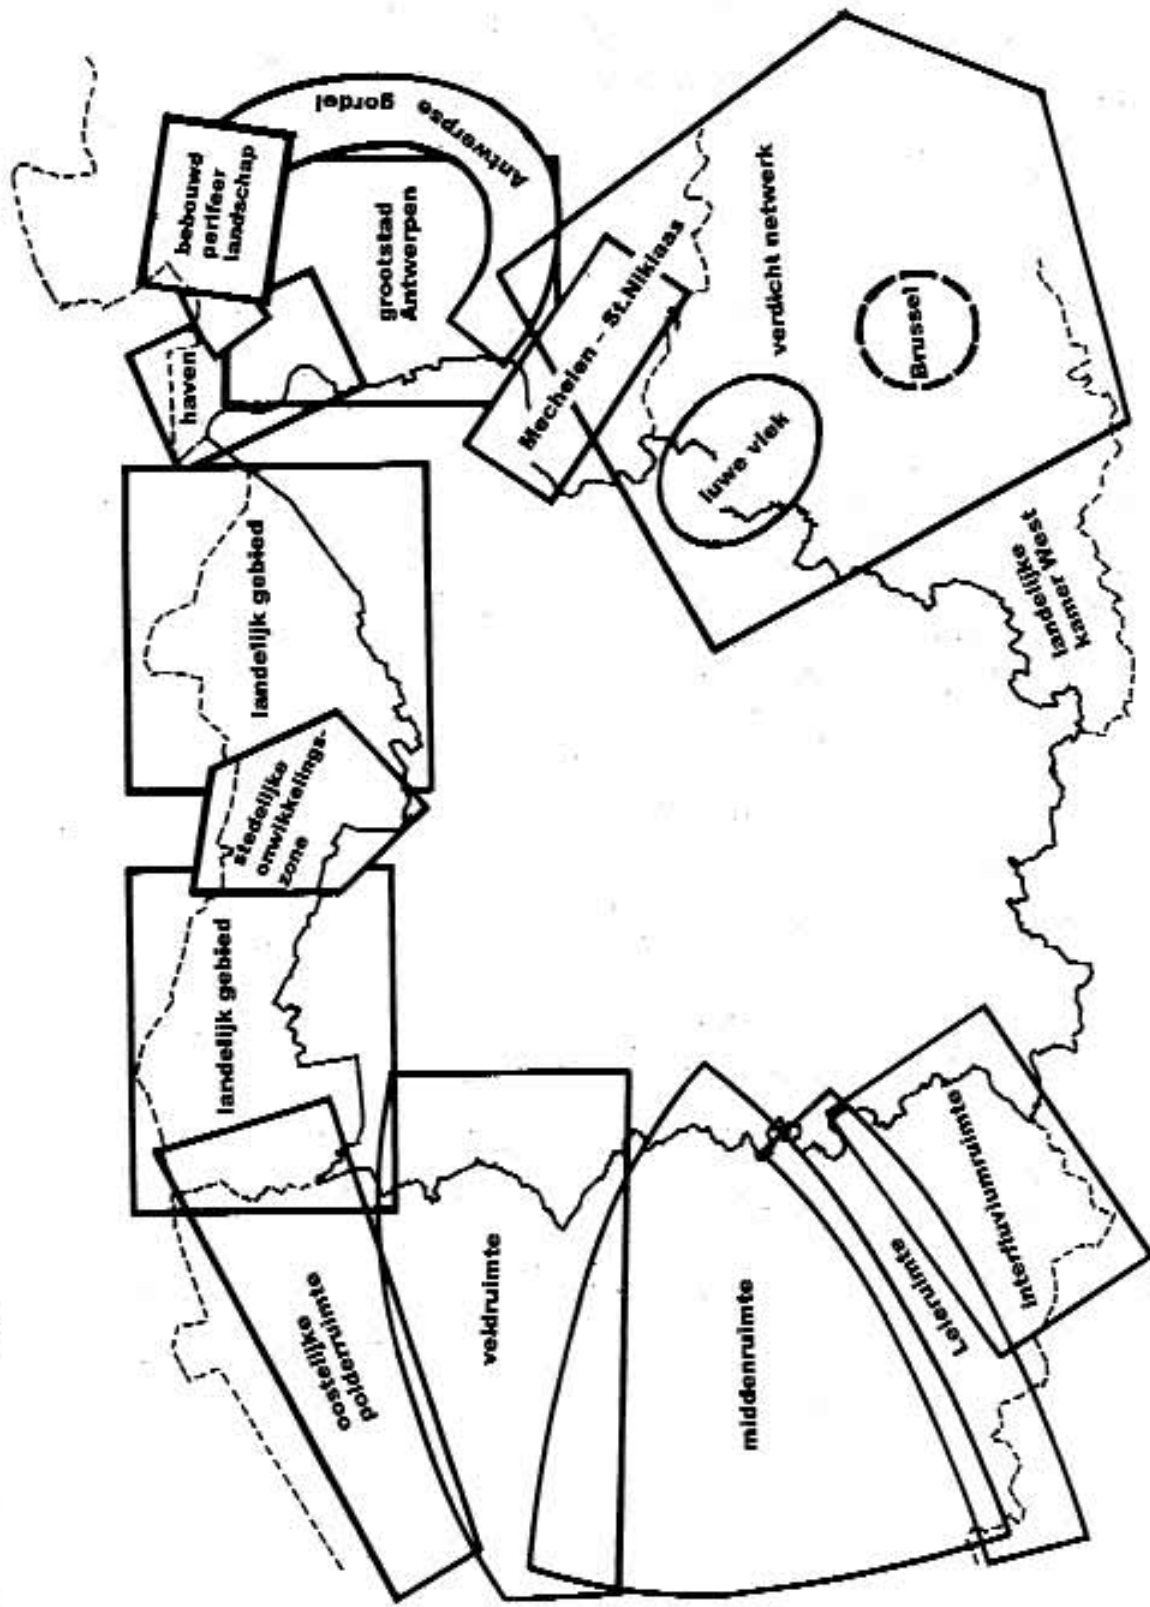 oostelijke
polderruimte
landelijk gebied
stedelijke
onwikkelings-
zone
landelijk gebied
haven
bebouwd
perifeer
landschap
Antwerpse gordel
grootstad
Antwerpen
veldruimte
Mechelen – St.Niklaas
middenruimte
luwe vlek
verdicht netwerk
Leieruimte
Brussel
interfluviumruimte
landelijke
kamer West